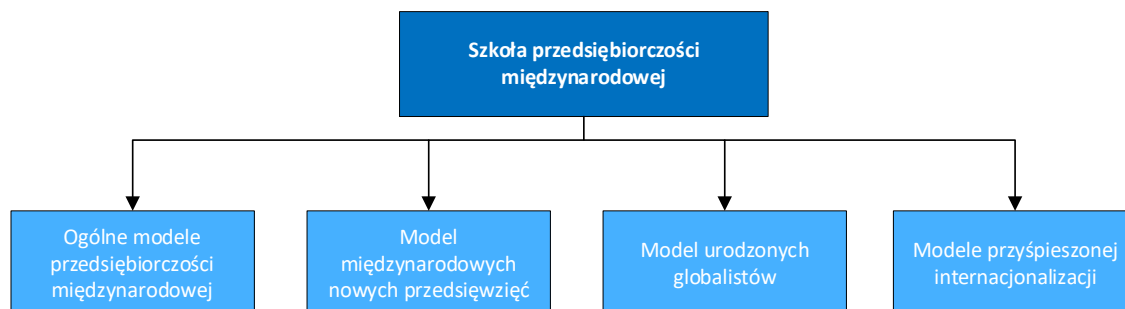 Szkoła przedsiębiorczości
międzynarodowej
Ogólne modele
przedsiębiorczości
międzynarodowej
Model
międzynarodowych
nowych przedsięwzięć
Model urodzonych
globalistów
Modele przyśpieszonej
internacjonalizacji